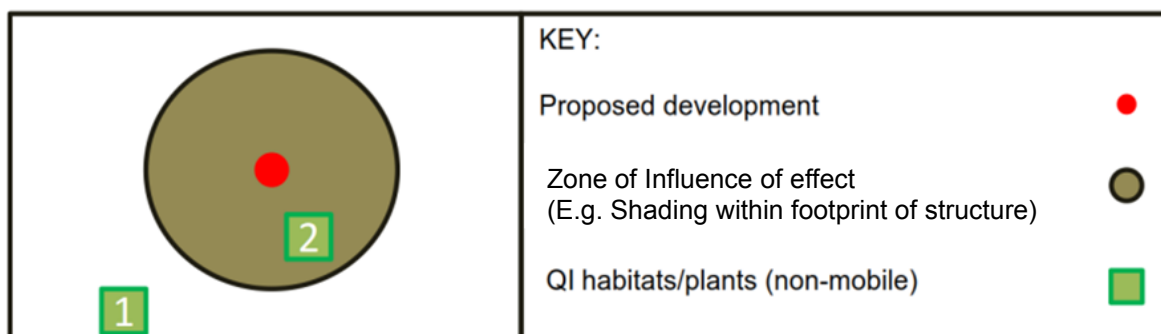 KEY:
Proposed development
Zone of Influence of effect
(E.g. Shading within footprint of structure)
2
QI habitats/plants (non-mobile)
1